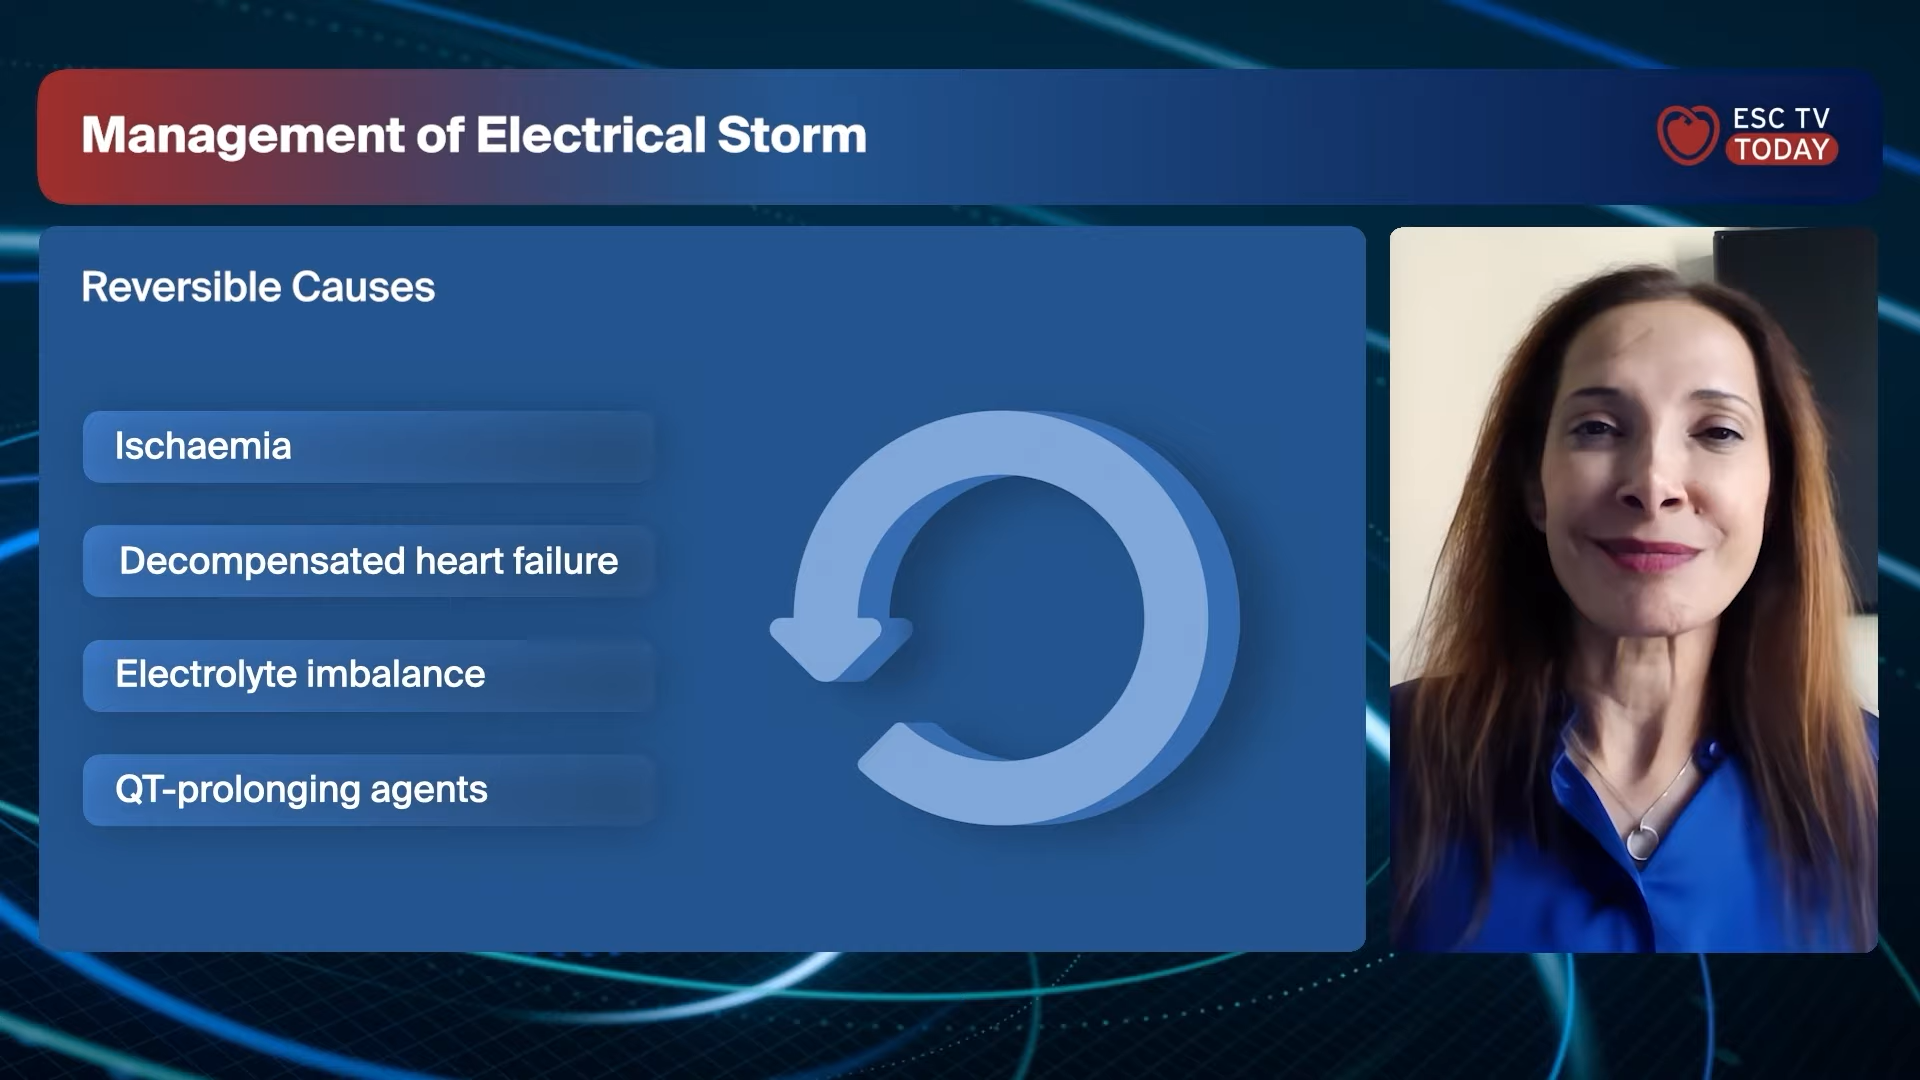 Management of Electrical Storm
ESC TV
TODAY
Reversible Causes
Ischaemia
Decompensated heart failure
Electrolyte imbalance
QT-prolonging agents